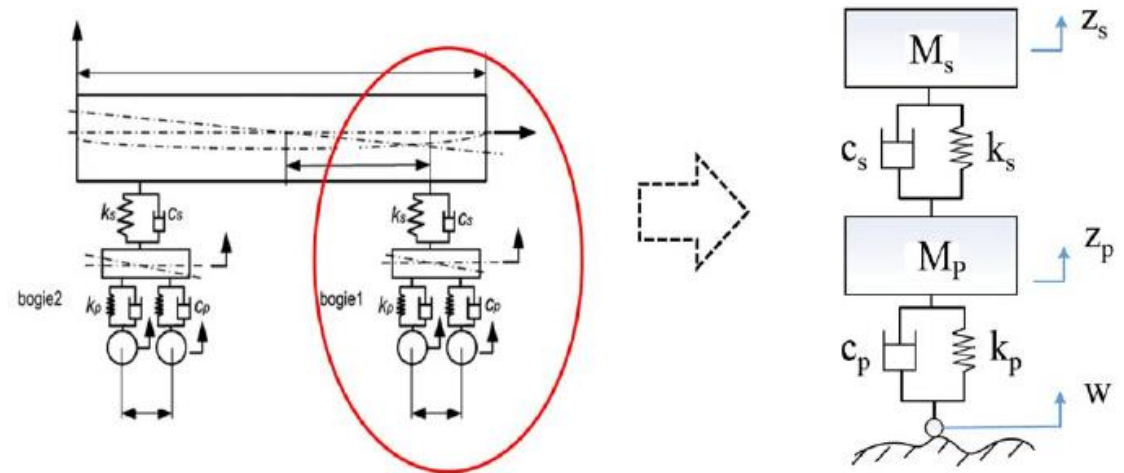 k_s c_s
k_s c_s
bogie2 k_p c_p
bogie1 k_p c_p
M_s z_s
c_s k_s
M_P z_p
c_p k_p
w